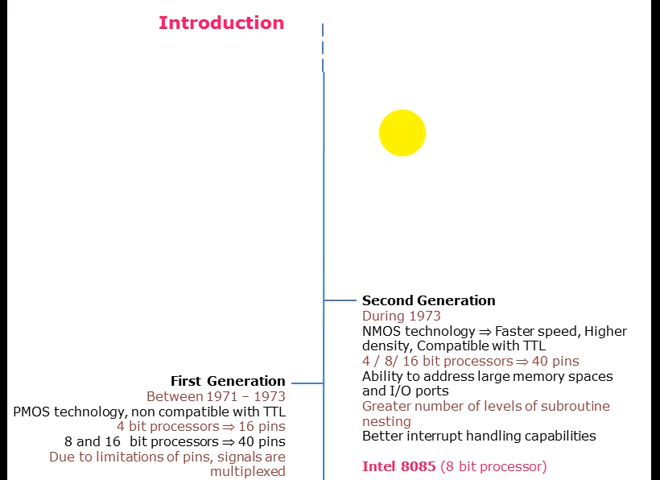 Introduction
Second Generation
During 1973
NMOS technology ⇒ Faster speed, Higher
density, Compatible with TTL
4 / 8/ 16 bit processors ⇒ 40 pins
Ability to address large memory spaces
and I/O ports
Greater number of levels of subroutine
nesting
Better interrupt handling capabilities
Intel 8085 (8 bit processor)
First Generation
Between 1971 – 1973
PMOS technology, non compatible with TTL
4 bit processors ⇒ 16 pins
8 and 16 bit processors ⇒ 40 pins
Due to limitations of pins, signals are
multiplexed